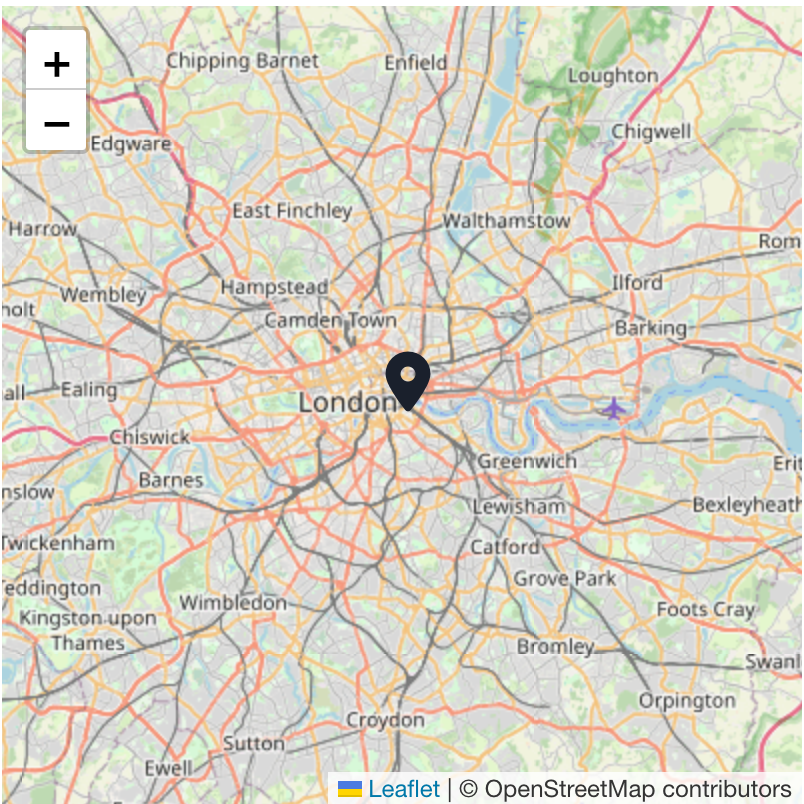 +
Chipping Barnet
Enfield
Loughton
−
Chigwell
Edgware
East Finchley
Walthamstow
Harrow
Rom
Hampstead
Ilford
Wembley
holt
Camden Town
Barking
all
Ealing
London
Chiswick
Greenwich
Erit
Barnes
nslow
Lewisham
Bexleyheath
Twickenham
Catford
Grove Park
eddington
Wimbledon
Foots Cray
Kingston upon
Thames
Bromley
Swanl
Orpington
Croydon
Sutton
Ewell
Leaflet | © OpenStreetMap contributors